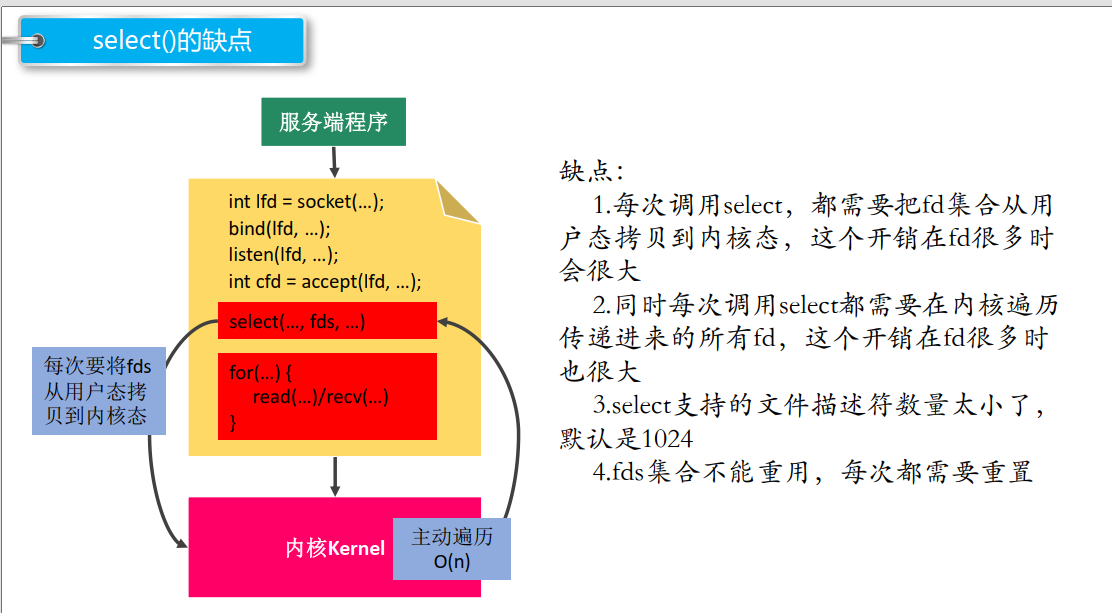 select()的缺点
服务端程序
int lfd = socket(…);
bind(lfd, …);
listen(lfd, …);
int cfd = accept(lfd, …);
select(…, fds, …)
for(…) {
read(…)/recv(…)
}
每次要将fds
从用户态拷
贝到内核态
内核Kernel
主动遍历
O(n)
缺点：
1.每次调用select，都需要把fd集合从用
户态拷贝到内核态，这个开销在fd很多时
会很大
2.同时每次调用select都需要在内核遍历
传递进来的所有fd，这个开销在fd很多时
也很大
3.select支持的文件描述符数量太小了，
默认是1024
4.fds集合不能重用，每次都需要重置